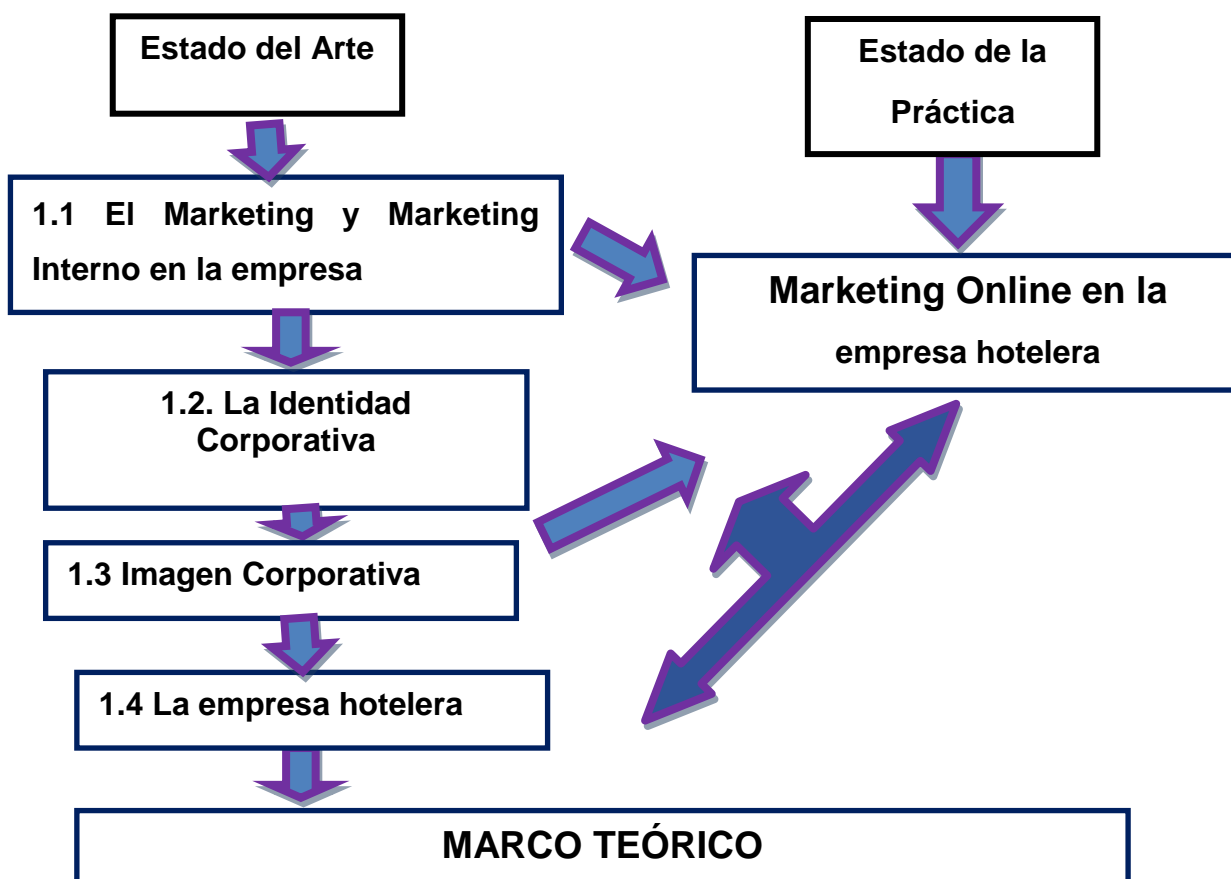 Estado del Arte
Estado de la
Práctica
1.1 El Marketing y Marketing
Interno en la empresa
Marketing Online en la
empresa hotelera
1.2. La Identidad
Corporativa
1.3 Imagen Corporativa
1.4 La empresa hotelera
MARCO TEÓRICO